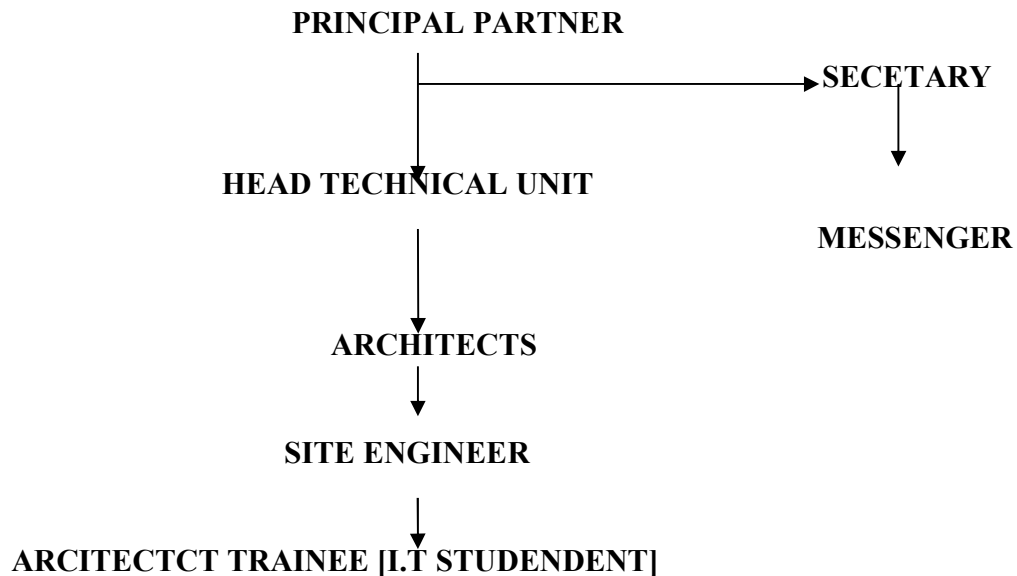 PRINCIPAL PARTNER
SECETARY
HEAD TECHNICAL UNIT
MESSENGER
ARCHITECTS
SITE ENGINEER
ARCITECTCT TRAINEE [I.T STUDENDENT]